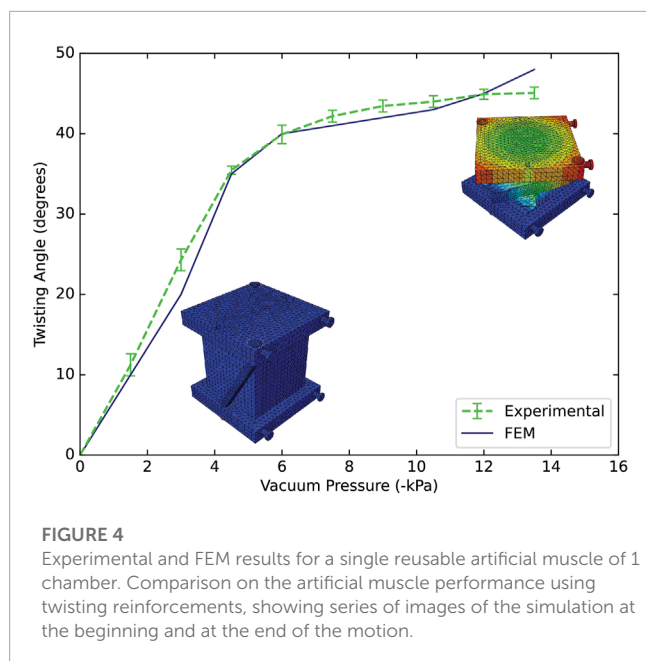 50
40
30
20
10
0
Twisting Angle (degrees)
Experimental
FEM
0 2 4 6 8 10 12 14 16
Vacuum Pressure (-kPa)
FIGURE 4
Experimental and FEM results for a single reusable artificial muscle of 1
chamber. Comparison on the artificial muscle performance using
twisting reinforcements, showing series of images of the simulation at
the beginning and at the end of the motion.